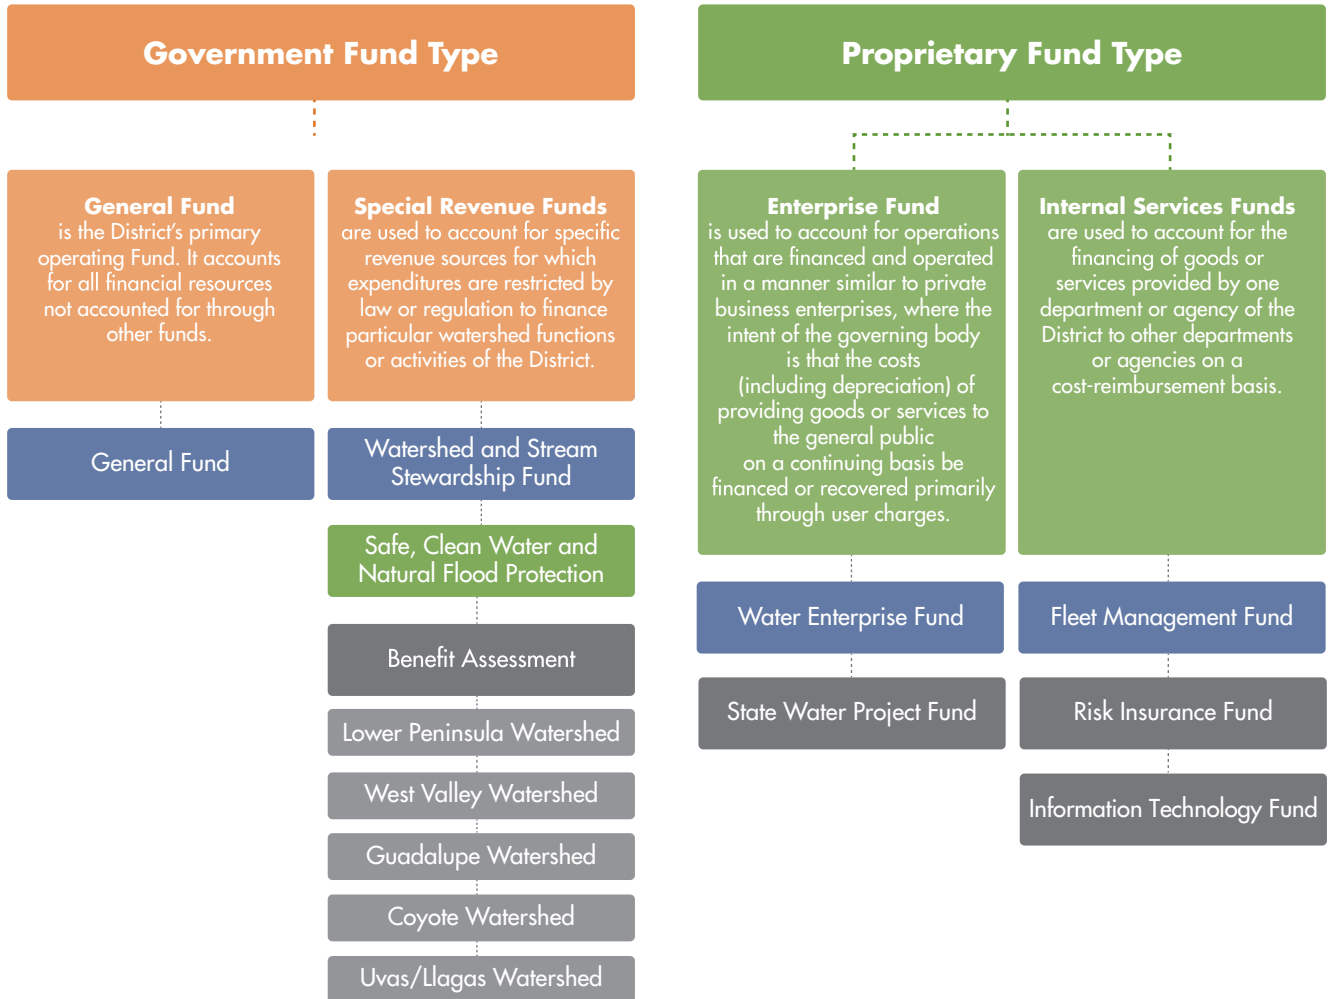 Government Fund Type
Proprietary Fund Type
General Fund
is the District's primary
operating Fund. It accounts
for all financial resources
not accounted for through
other funds.
Special Revenue Funds
are used to account for specific
revenue sources for which
expenditures are restricted by
law or regulation to finance
particular watershed functions
or activities of the District.
Enterprise Fund
is used to account for operations
that are financed and operated
in a manner similar to private
business enterprises, where the
intent of the governing body
is that the costs
(including depreciation) of
providing goods or services to
the general public
on a continuing basis be
financed or recovered primarily
through user charges.
Internal Services Funds
are used to account for the
financing of goods or
services provided by one
department or agency of the
District to other departments
or agencies on a
cost-reimbursement basis.
General Fund
Watershed and Stream
Stewardship Fund
Safe, Clean Water and
Natural Flood Protection
Benefit Assessment
Lower Peninsula Watershed
West Valley Watershed
Guadalupe Watershed
Coyote Watershed
Uvas/Llagas Watershed
Water Enterprise Fund
State Water Project Fund
Fleet Management Fund
Risk Insurance Fund
Information Technology Fund